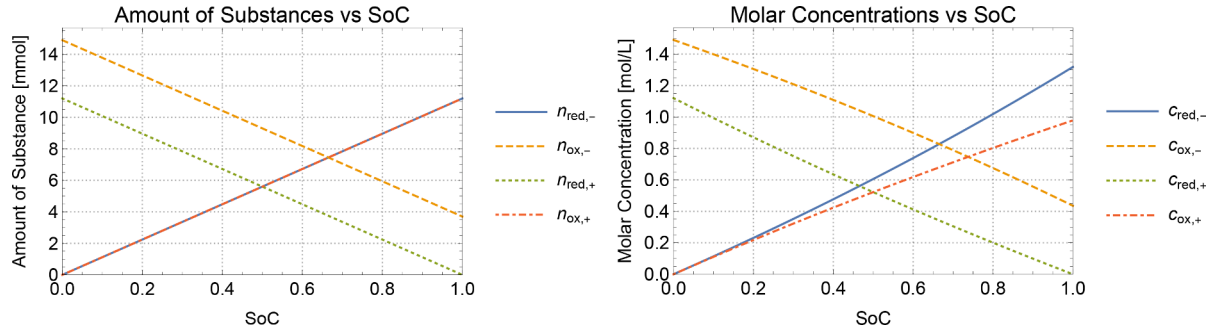 Amount of Substances vs SoC
Amount of Substance [mmol]
14
12
10
8
6
4
2
0
0.0 0.2 0.4 0.6 0.8 1.0
SoC
n_red,−
n_ox,−
n_red,+
n_ox,+
Molar Concentrations vs SoC
Molar Concentration [mol/L]
1.4
1.2
1.0
0.8
0.6
0.4
0.2
0.0
0.0 0.2 0.4 0.6 0.8 1.0
SoC
c_red,−
c_ox,−
c_red,+
c_ox,+